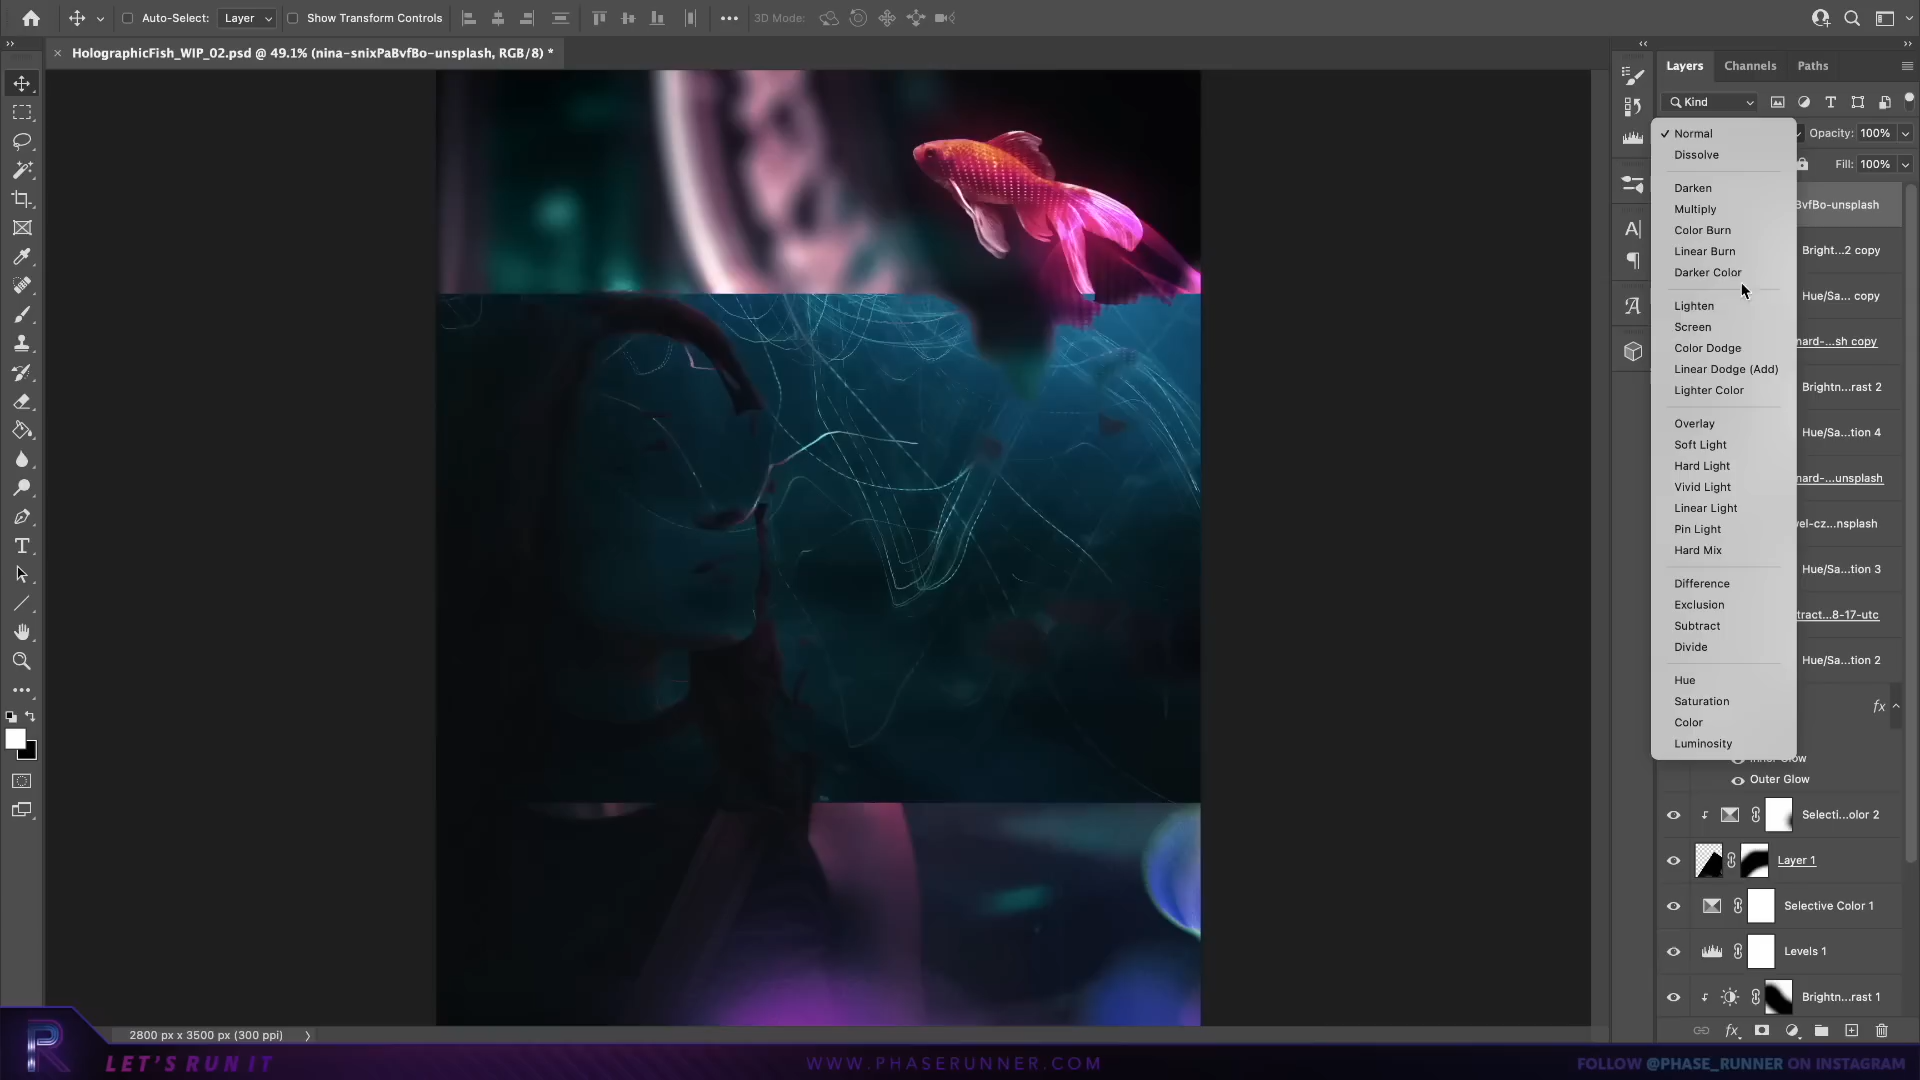 Auto-Select: Layer Show Transform Controls 3D Mode:
HolographicFish_WIP_02.psd @ 49.1% (nina-snixPaBvfBo-unsplash, RGB/8) *
Layers Channels Paths
Kind
Opacity: 100%
Fill: 100%
Normal
Dissolve
Darken
Multiply
Color Burn
Linear Burn
Darker Color
Lighten
Screen
Color Dodge
Linear Dodge (Add)
Lighter Color
Overlay
Soft Light
Hard Light
Vivid Light
Linear Light
Pin Light
Hard Mix
Difference
Exclusion
Subtract
Divide
Hue
Saturation
Color
Luminosity
BvfBo-unsplash
Bright...2 copy
Hue/Sa... copy
nard-...sh copy
Brightn...rast 2
Hue/Sa...tion 4
nard-...unsplash
vel-cz...nsplash
Hue/Sa...tion 3
tract...8-17-utc
Hue/Sa...tion 2
fx
Inner Glow
Outer Glow
Selecti...olor 2
Layer 1
Selective Color 1
Levels 1
Brightn...rast 1
fx
2800 px x 3500 px (300 ppi)
R LET'S RUN IT
WWW.PHASERUNNER.COM
FOLLOW @PHASE_RUNNER ON INSTAGRAM